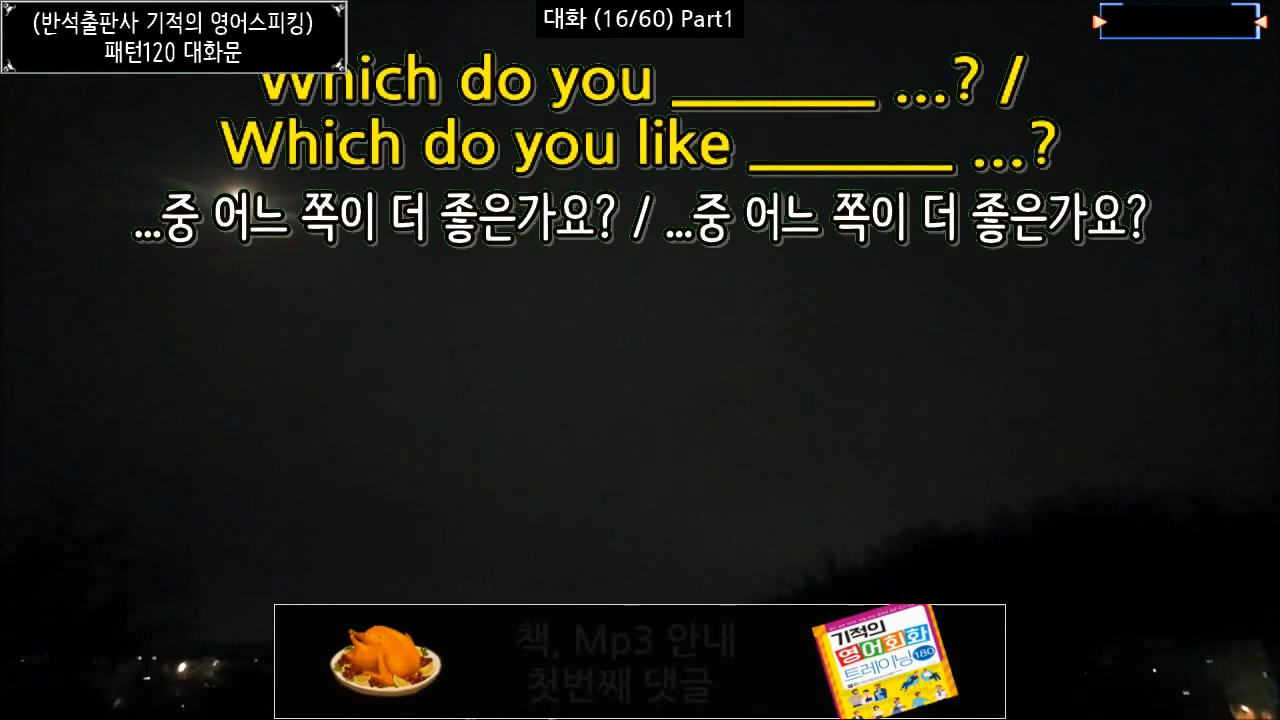 (반석출판사 기적의 영어스피킹)
패턴120 대화문
대화 (16/60) Part1
Which do you ______ ...? /
Which do you like ______ ...?
...중 어느 쪽이 더 좋은가요? / ...중 어느 쪽이 더 좋은가요?
책, Mp3 안내
첫번째 댓글
기적의
영어회화
트레이닝 180